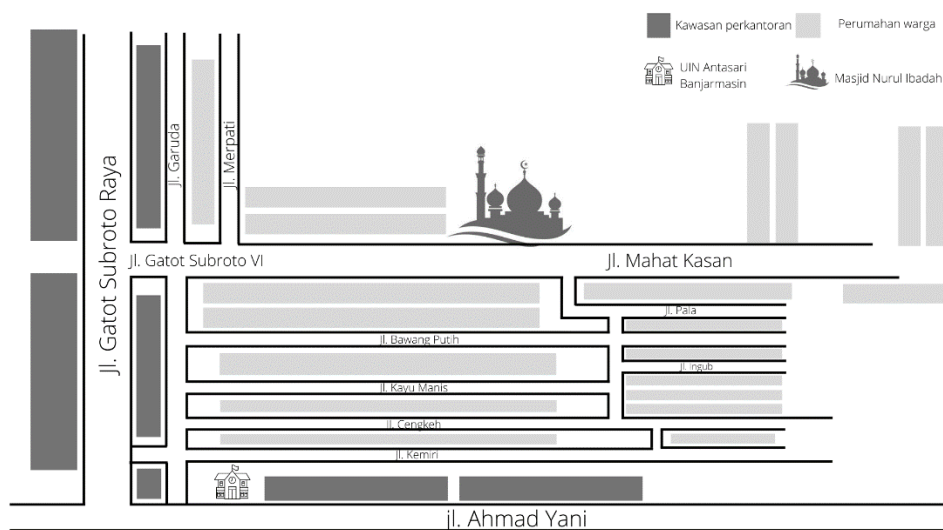 Kawasan perkantoran
Perumahan warga
UIN Antasari
Banjarmasin
Masjid Nurul Ibadah
Jl. Gatot Subroto Raya
Jl. Garuda
Jl. Merpati
Jl. Gatot Subroto VI
Jl. Mahat Kasan
Jl. Pala
Jl. Bawang Putih
Jl. Ingub
Jl. Kayu Manis
Jl. Cengkeh
Jl. Kemiri
jl. Ahmad Yani